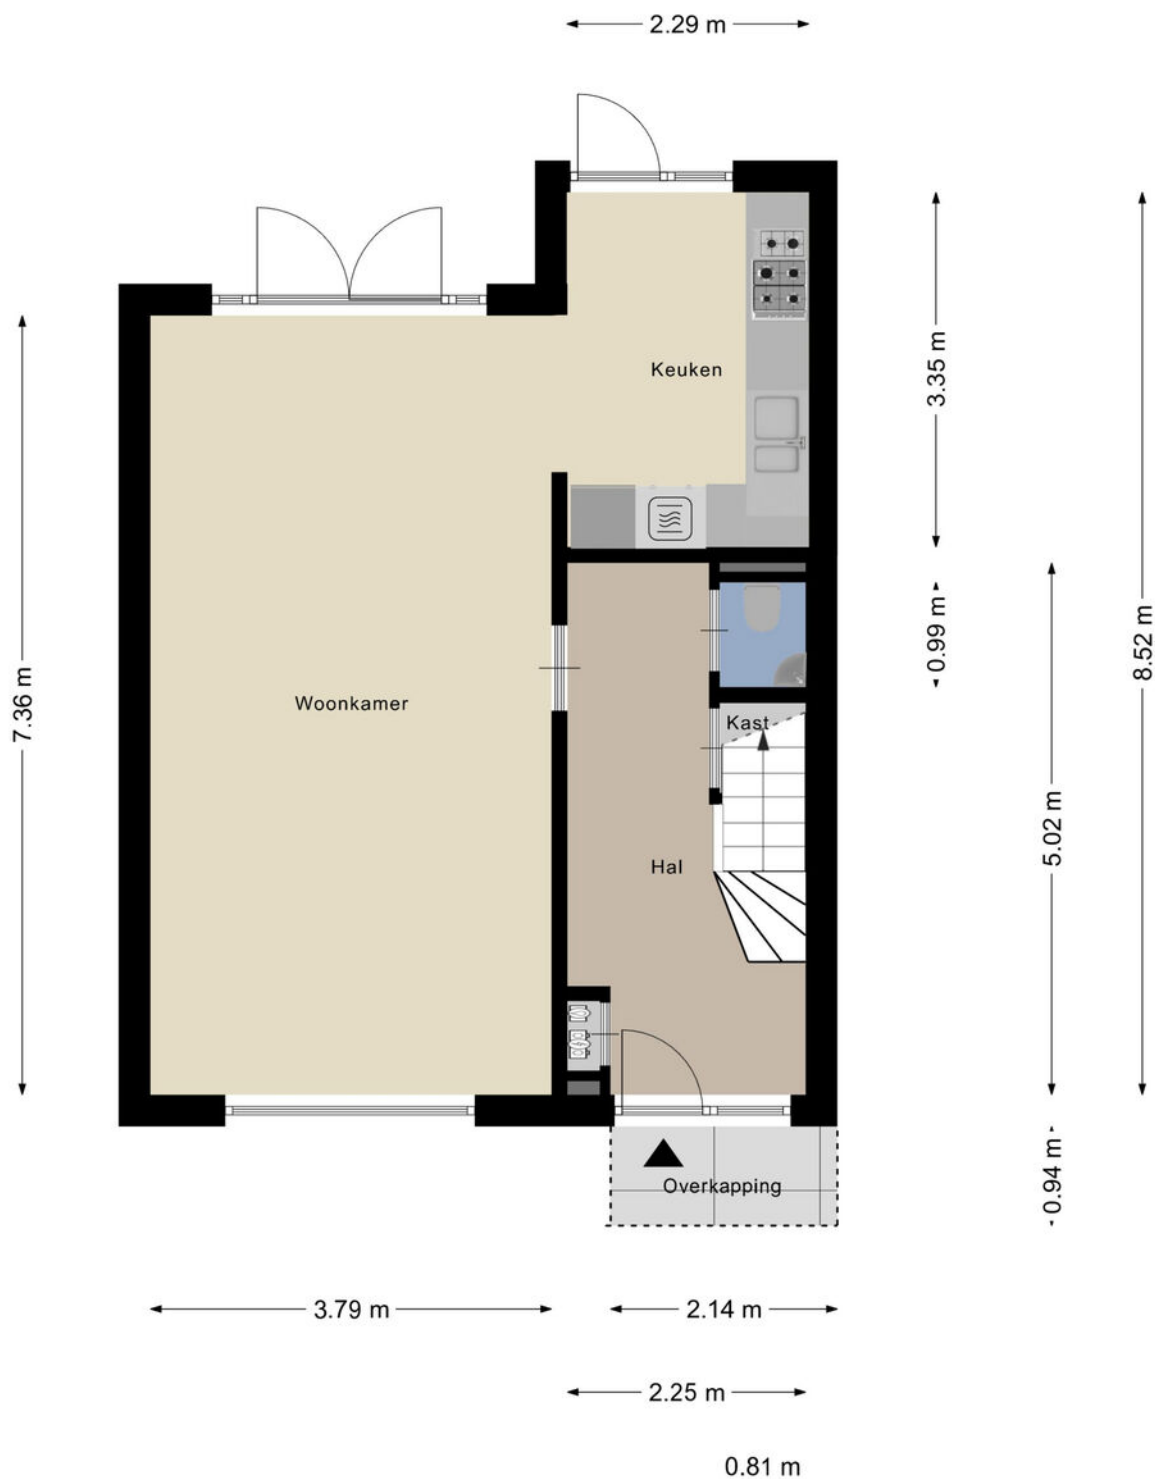 2.29 m
Keuken
3.35 m
0.99 m
8.52 m
7.36 m
Woonkamer
Kast
5.02 m
Hal
Overkapping
0.94 m
3.79 m
2.14 m
2.25 m
0.81 m